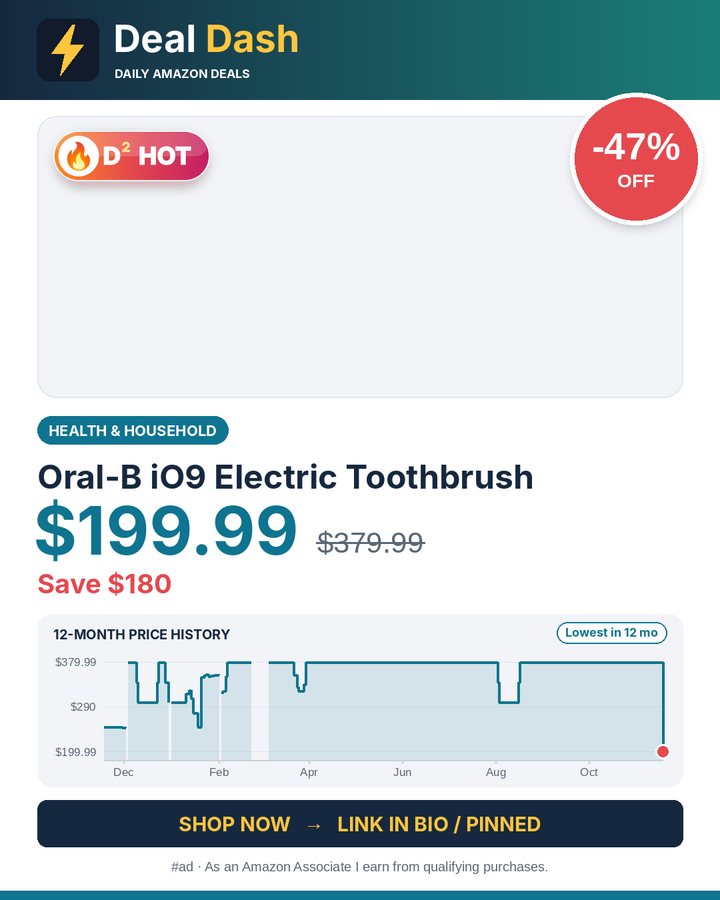 Deal Dash
DAILY AMAZON DEALS
D² HOT
-47%
OFF
HEALTH & HOUSEHOLD
Oral-B iO9 Electric Toothbrush
$199.99 $379.99
Save $180
12-MONTH PRICE HISTORY
Lowest in 12 mo
$379.99
$290
$199.99
Dec Feb Apr Jun Aug Oct
SHOP NOW → LINK IN BIO / PINNED
#ad · As an Amazon Associate I earn from qualifying purchases.